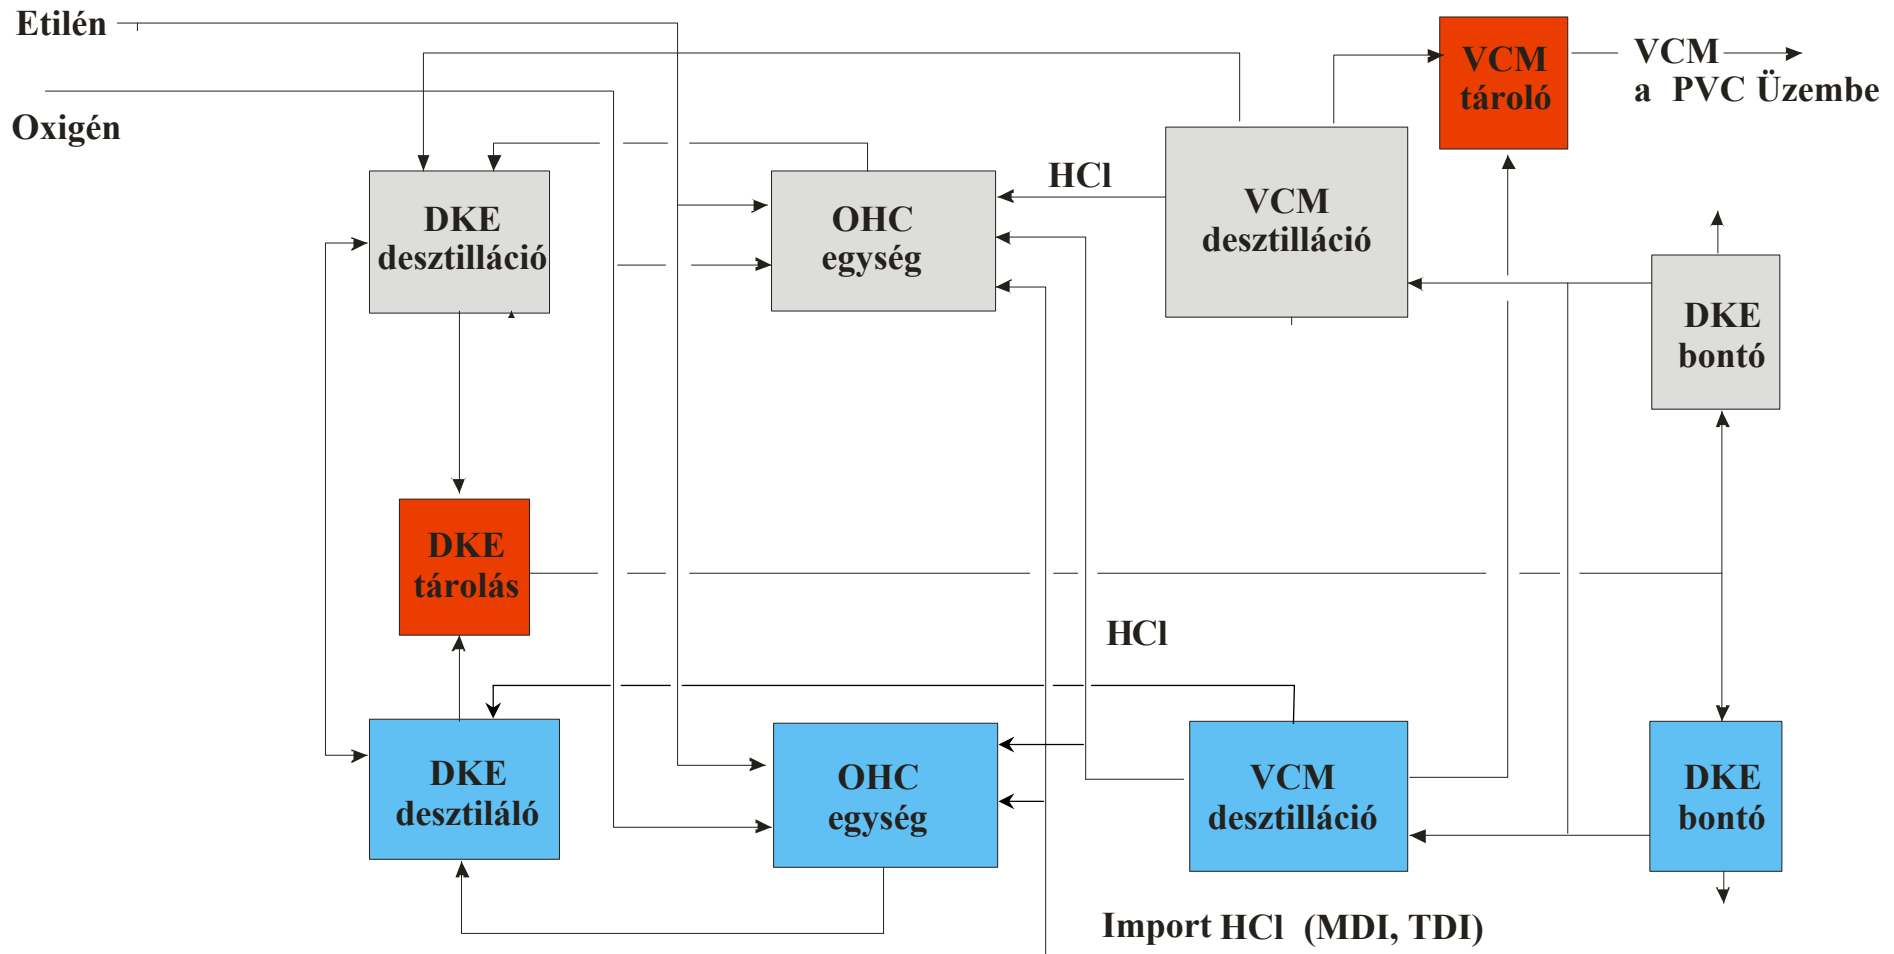 Etilén
Oxigén
VCM
tároló
VCM
a PVC Üzembe
DKE
desztilláció
OHC
egység
HCl
VCM
desztilláció
DKE
bontó
DKE
tárolás
HCl
DKE
desztiláló
OHC
egység
VCM
desztilláció
DKE
bontó
Import HCl (MDI, TDI)